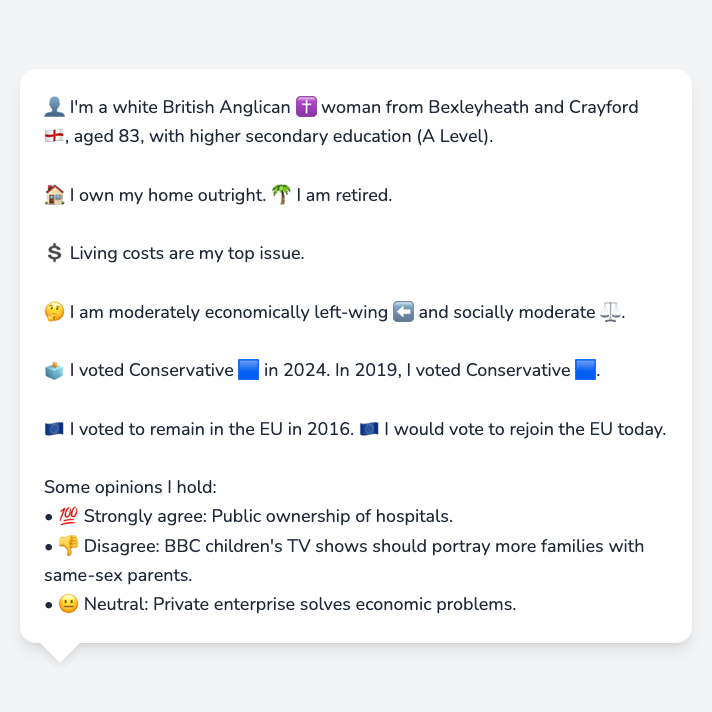 👤 I'm a white British Anglican ✝️ woman from Bexleyheath and Crayford
🏴󠁧󠁢󠁥󠁮󠁧󠁿, aged 83, with higher secondary education (A Level).
🏠 I own my home outright. 🌴 I am retired.
💲 Living costs are my top issue.
🤔 I am moderately economically left-wing ⬅️ and socially moderate ⚖️.
🗳️ I voted Conservative 🟦 in 2024. In 2019, I voted Conservative 🟦.
🇪🇺 I voted to remain in the EU in 2016. 🇪🇺 I would vote to rejoin the EU today.
Some opinions I hold:
• 💯 Strongly agree: Public ownership of hospitals.
• 👎 Disagree: BBC children's TV shows should portray more families with
same-sex parents.
• 😐 Neutral: Private enterprise solves economic problems.